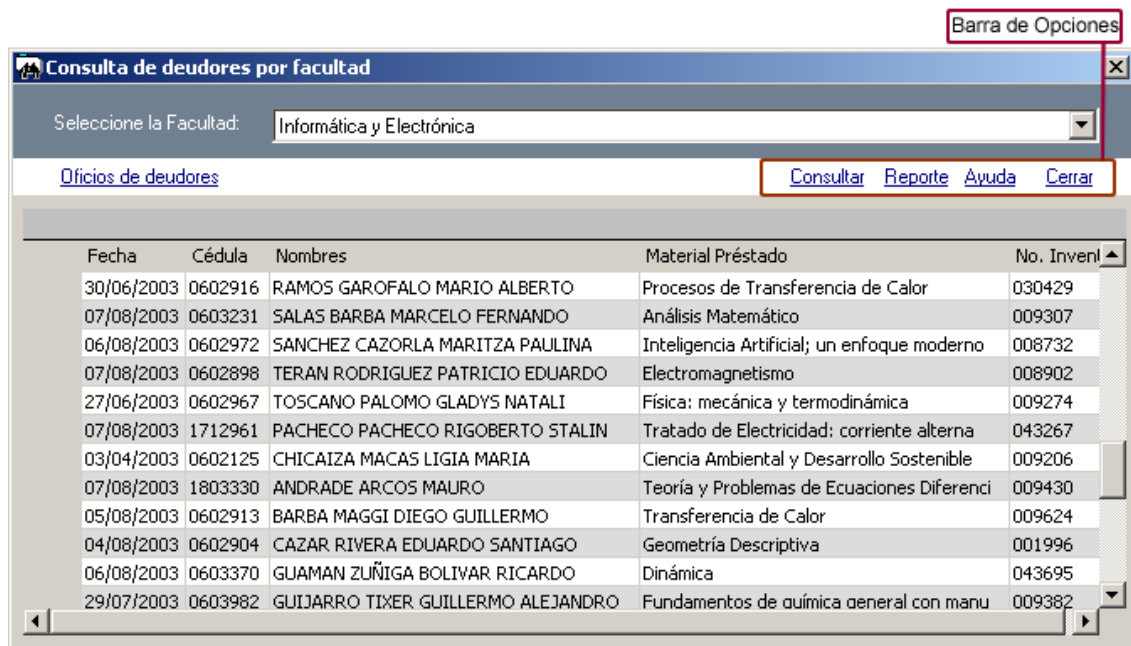 Barra de Opciones
Consulta de deudores por facultad
Seleccione la Facultad: Informática y Electrónica
Oficios de deudores Consultar Reporte Ayuda Cerrar
Fecha Cédula Nombres Material Préstado No. Invent
30/06/2003 0602916 RAMOS GAROFALO MARIO ALBERTO Procesos de Transferencia de Calor 030429
07/08/2003 0603231 SALAS BARBA MARCELO FERNANDO Análisis Matemático 009307
06/08/2003 0602972 SANCHEZ CAZORLA MARITZA PAULINA Inteligencia Artificial; un enfoque moderno 008732
07/08/2003 0602898 TERAN RODRIGUEZ PATRICIO EDUARDO Electromagnetismo 008902
27/06/2003 0602967 TOSCANO PALOMO GLADYS NATALI Física: mecánica y termodinámica 009274
07/08/2003 1712961 PACHECO PACHECO RIGOBERTO STALIN Tratado de Electricidad: corriente alterna 043267
03/04/2003 0602125 CHICAIZA MACAS LIGIA MARIA Ciencia Ambiental y Desarrollo Sostenible 009206
07/08/2003 1803330 ANDRADE ARCOS MAURO Teoría y Problemas de Ecuaciones Diferenci 009430
05/08/2003 0602913 BARBA MAGGI DIEGO GUILLERMO Transferencia de Calor 009624
04/08/2003 0602904 CAZAR RIVERA EDUARDO SANTIAGO Geometría Descriptiva 001996
06/08/2003 0603370 GUAMAN ZUÑIGA BOLIVAR RICARDO Dinámica 043695
29/07/2003 0603982 GUIJARRO TIXER GUILLERMO ALEJANDRO Fundamentos de química general con manu 009382